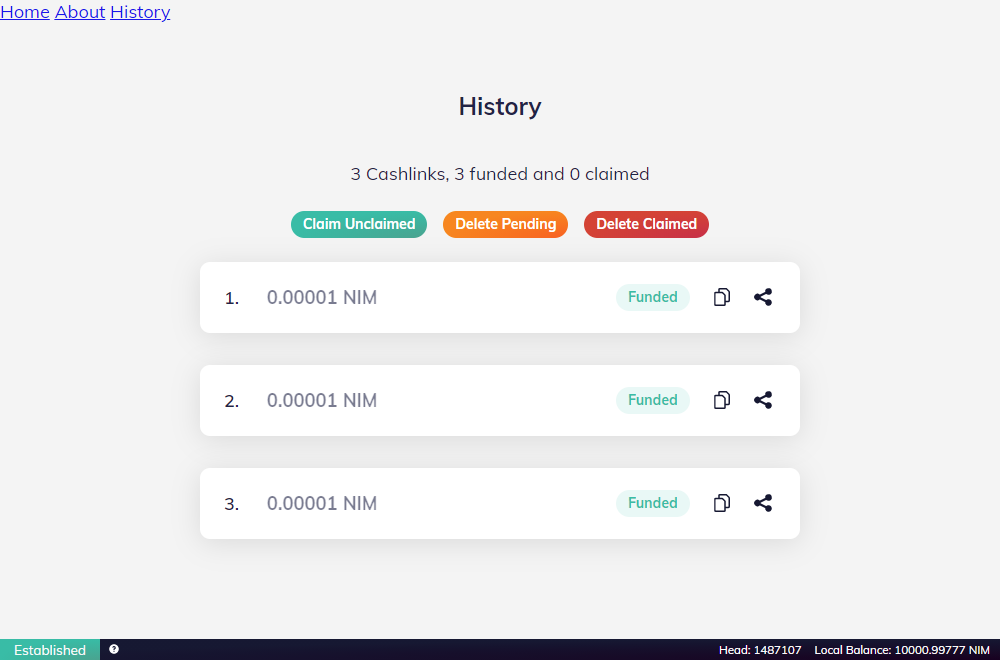 Home About History
History
3 Cashlinks, 3 funded and 0 claimed
Claim Unclaimed Delete Pending Delete Claimed
1. 0.00001 NIM Funded
2. 0.00001 NIM Funded
3. 0.00001 NIM Funded
Established ? Head: 1487107 Local Balance: 10000.99777 NIM